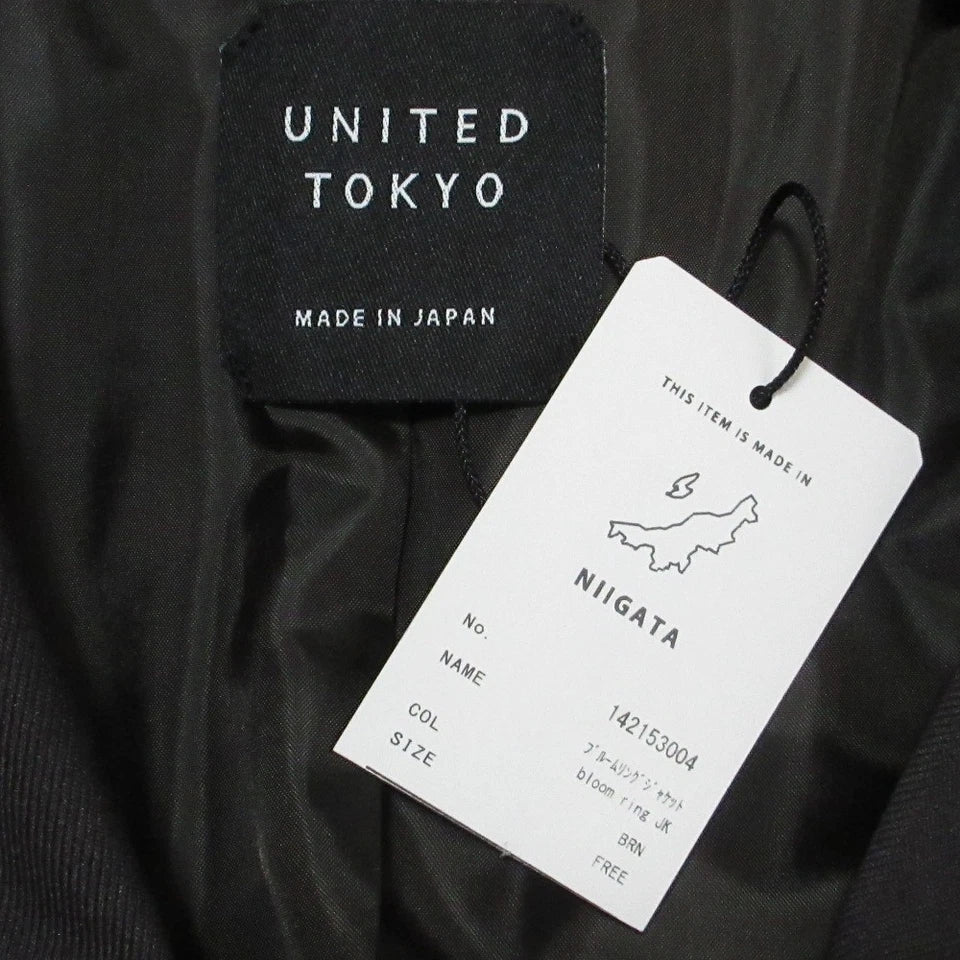 UNITED
TOKYO
MADE IN JAPAN
THIS ITEM IS MADE IN
NIIGATA
No. 142153004
NAME ブルームリングジャケット
bloom ring JK
COL BRN
SIZE FREE